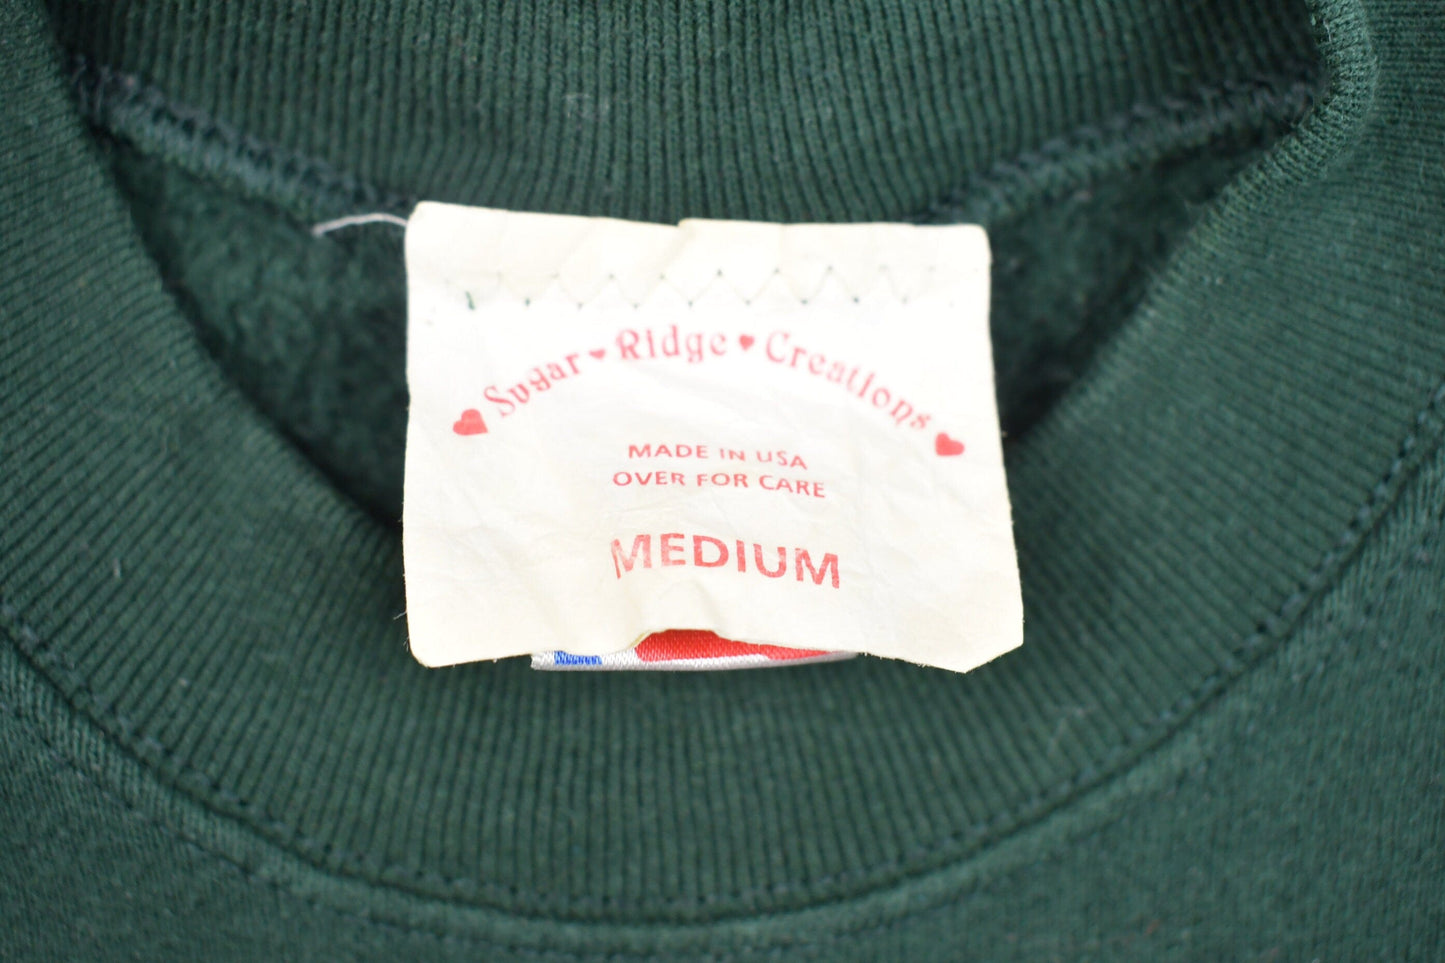 ♥ Sugar ♥ Ridge ♥ Creations ♥
MADE IN USA
OVER FOR CARE
MEDIUM